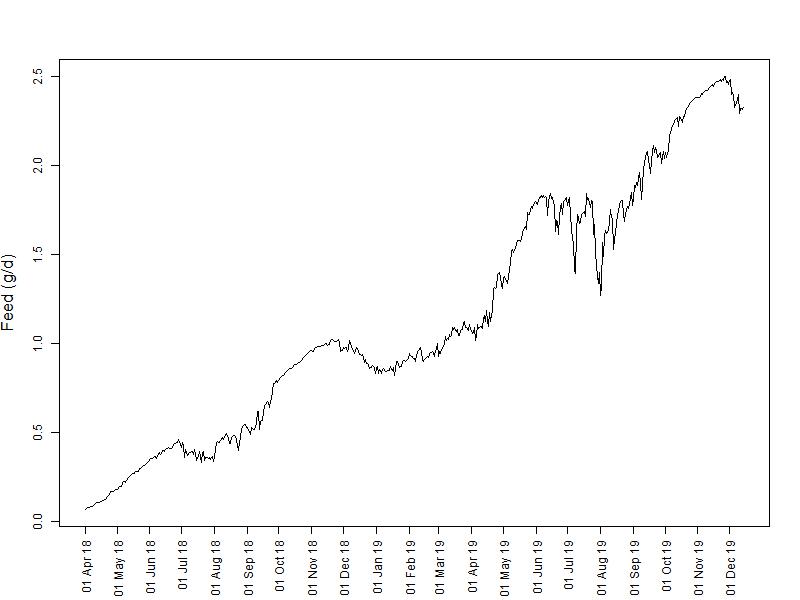 Feed (g/d)
2.5
2.0
1.5
1.0
0.5
0.0
01 Apr 18
01 May 18
01 Jun 18
01 Jul 18
01 Aug 18
01 Sep 18
01 Oct 18
01 Nov 18
01 Dec 18
01 Jan 19
01 Feb 19
01 Mar 19
01 Apr 19
01 May 19
01 Jun 19
01 Jul 19
01 Aug 19
01 Sep 19
01 Oct 19
01 Nov 19
01 Dec 19